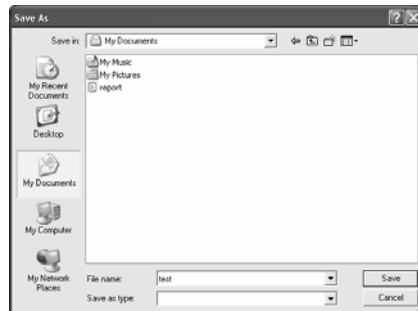 Save As
Save in: My Documents
My Music
My Pictures
report
My Recent
Documents
Desktop
My Documents
My Computer
My Network
Places
File name: test Save
Save as type: Cancel